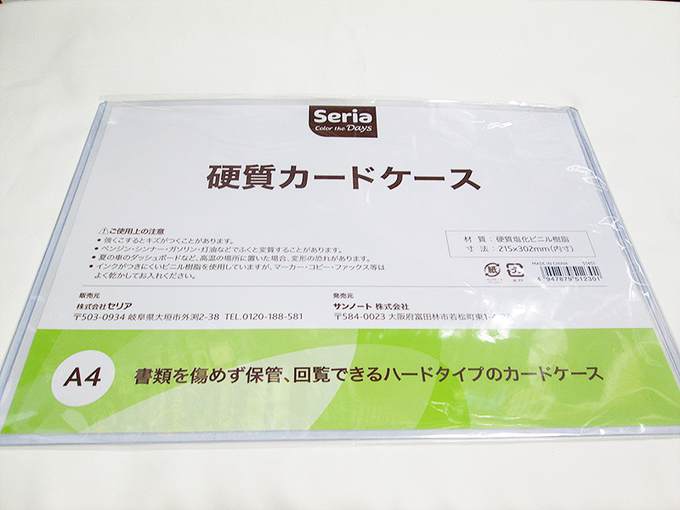 Seria
Color the Days
硬質カードケース
ご使用上の注意
●強くこするとキズがつくことがあります。
●ベンジン・シンナー・ガソリン・灯油などでふくと変質することがあります。
●夏の車のダッシュボードなど、高温の場所に置いた場合、変形の恐れがあります。
●インクがつきにくいビニル樹脂を使用していますが、マーカー・コピー・ファックス等は
よく乾かしてお入れください。
材 質:硬質塩化ビニル樹脂
寸 法:215×302mm(内寸)
MADE IN CHINA 51451
紙
プラ
4 947879 512301
販売元
株式会社セリア
〒503-0934 岐阜県大垣市外渕2-38 TEL.0120-188-581
発売元
サンノート 株式会社
〒584-0023 大阪府富田林市若松町東
A4
書類を傷めず保管、回覧できるハードタイプのカードケース